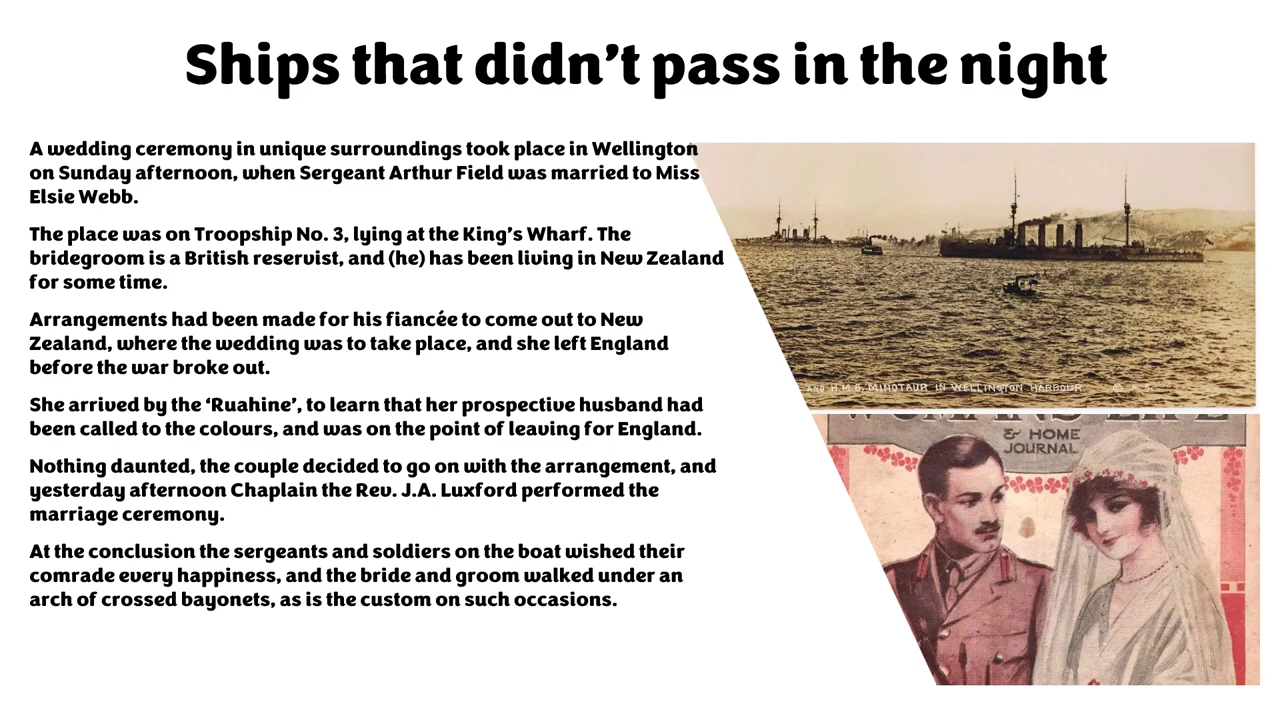 Ships that didn’t pass in the night
A wedding ceremony in unique surroundings took place in Wellington
on Sunday afternoon, when Sergeant Arthur Field was married to Miss
Elsie Webb.
The place was on Troopship No. 3, lying at the King’s Wharf. The
bridegroom is a British reservist, and (he) has been living in New Zealand
for some time.
Arrangements had been made for his fiancée to come out to New
Zealand, where the wedding was to take place, and she left England
before the war broke out.
She arrived by the ‘Ruahine’, to learn that her prospective husband had
been called to the colours, and was on the point of leaving for England.
Nothing daunted, the couple decided to go on with the arrangement, and
yesterday afternoon Chaplain the Rev. J.A. Luxford performed the
marriage ceremony.
At the conclusion the sergeants and soldiers on the boat wished their
comrade every happiness, and the bride and groom walked under an
arch of crossed bayonets, as is the custom on such occasions.
AND H.M.S. MINOTAUR IN WELLINGTON HARBOUR
WOMAN'S LIFE
& HOME
JOURNAL